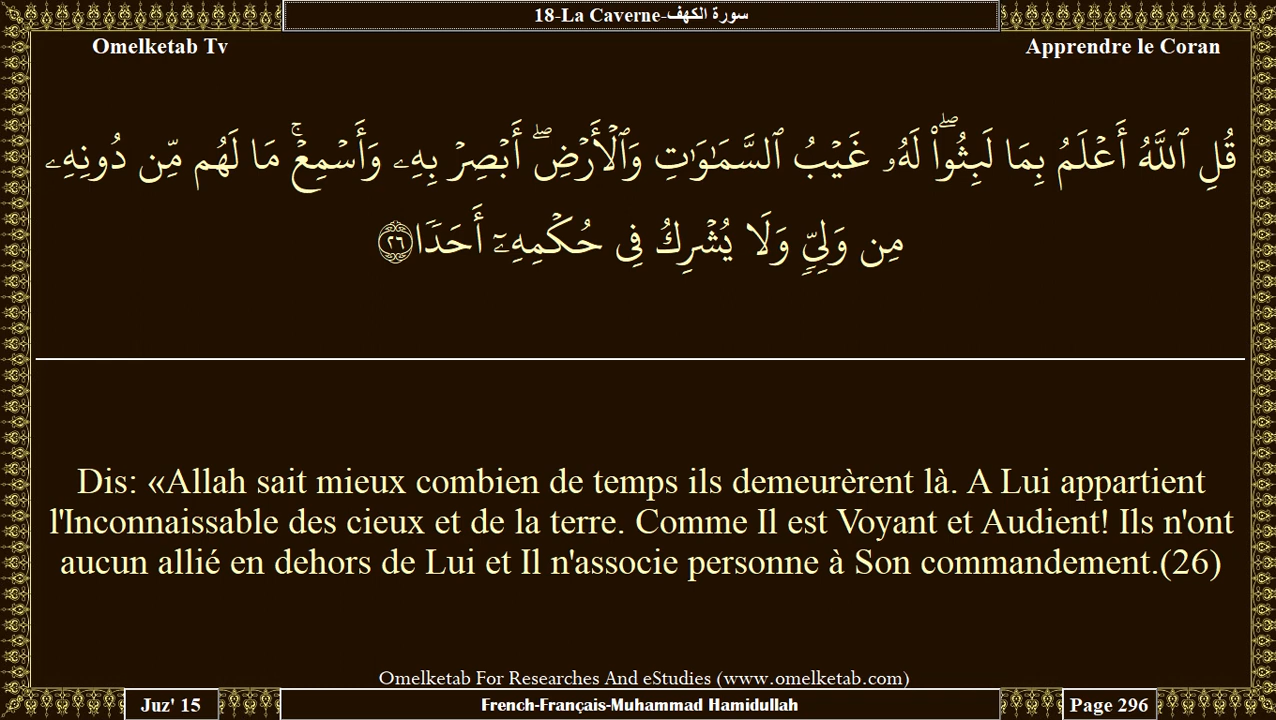 18-La Caverne-سورة الكهف
Omelketab Tv
Apprendre le Coran
قُلِ ٱللَّهُ أَعۡلَمُ بِمَا لَبِثُواْۖ لَهُۥ غَيۡبُ ٱلسَّمَٰوَٰتِ وَٱلۡأَرۡضِۖ أَبۡصِرۡ بِهِۦ وَأَسۡمِعۡۚ مَا لَهُم مِّن دُونِهِۦ
مِن وَلِيّٖ وَلَا يُشۡرِكُ فِي حُكۡمِهِۦٓ أَحَدٗا ٢٦
Dis: «Allah sait mieux combien de temps ils demeurèrent là. A Lui appartient
l'Inconnaissable des cieux et de la terre. Comme Il est Voyant et Audient! Ils n'ont
aucun allié en dehors de Lui et Il n'associe personne à Son commandement.(26)
Omelketab For Researches And eStudies (www.omelketab.com)
Juz' 15
French-Français-Muhammad Hamidullah
Page 296